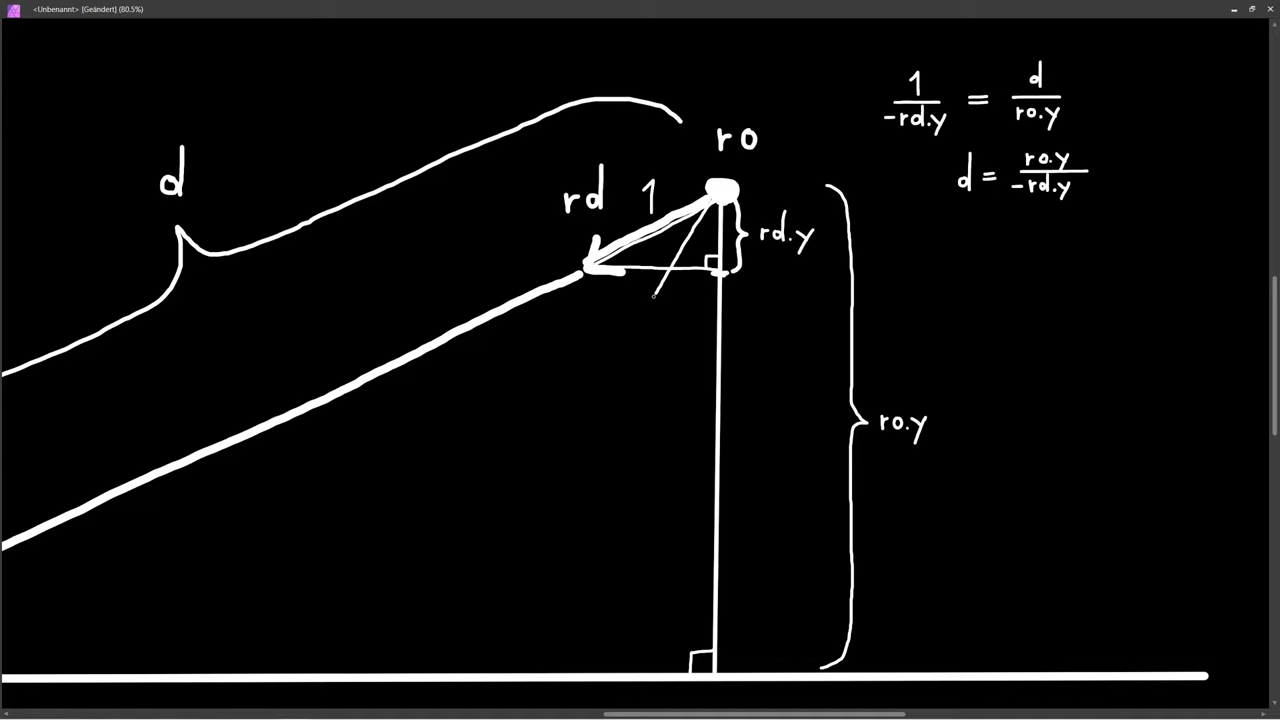 <Unbenannt> [Geändert] (80.5%)
1/-rd.y = d/ro.y
d = ro.y/-rd.y
ro
d
rd 1
rd.y
ro.y